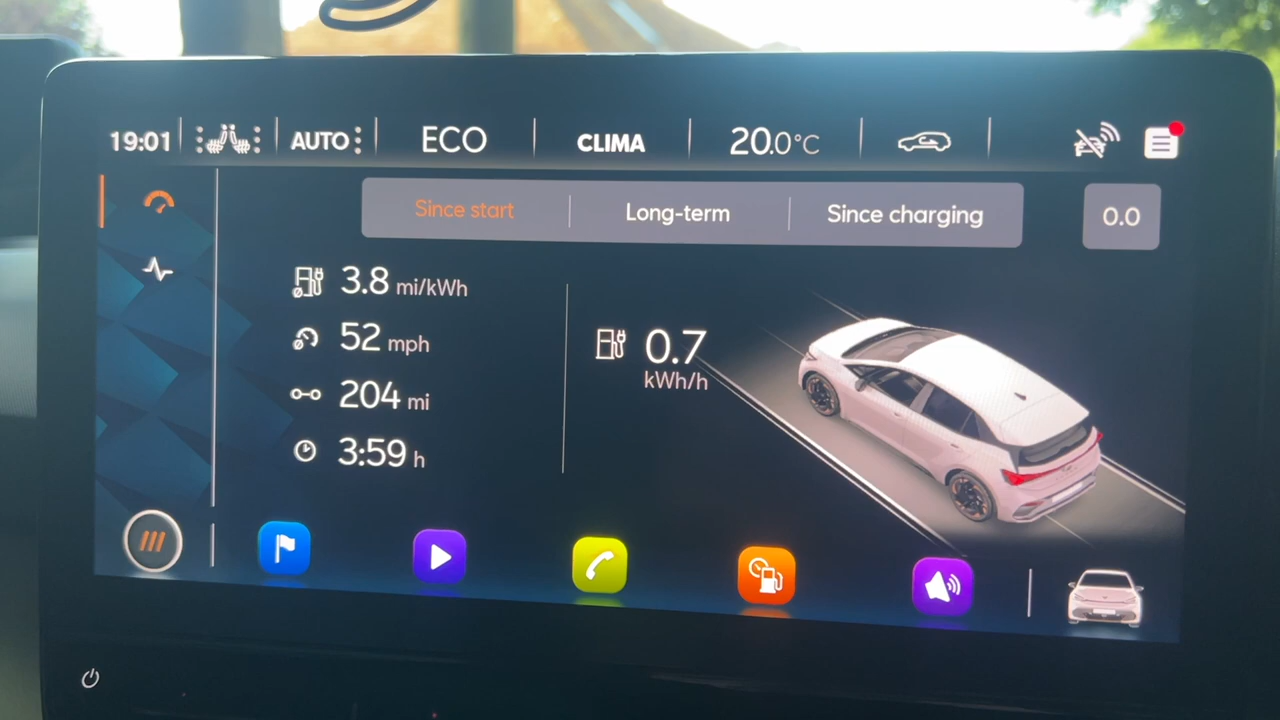 19:01 AUTO ECO CLIMA 20.0°C
Since start Long-term Since charging 0.0
3.8 mi/kWh
52 mph
204 mi
3:59 h
0.7
kWh/h